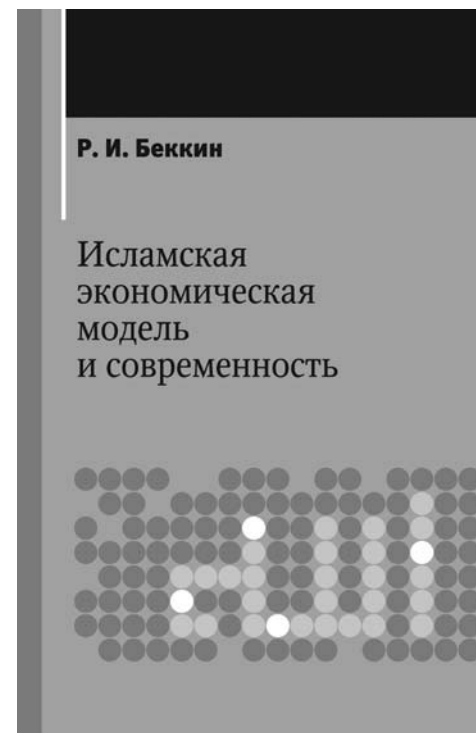 Р. И. Беккин
Исламская
экономическая
модель
и современность